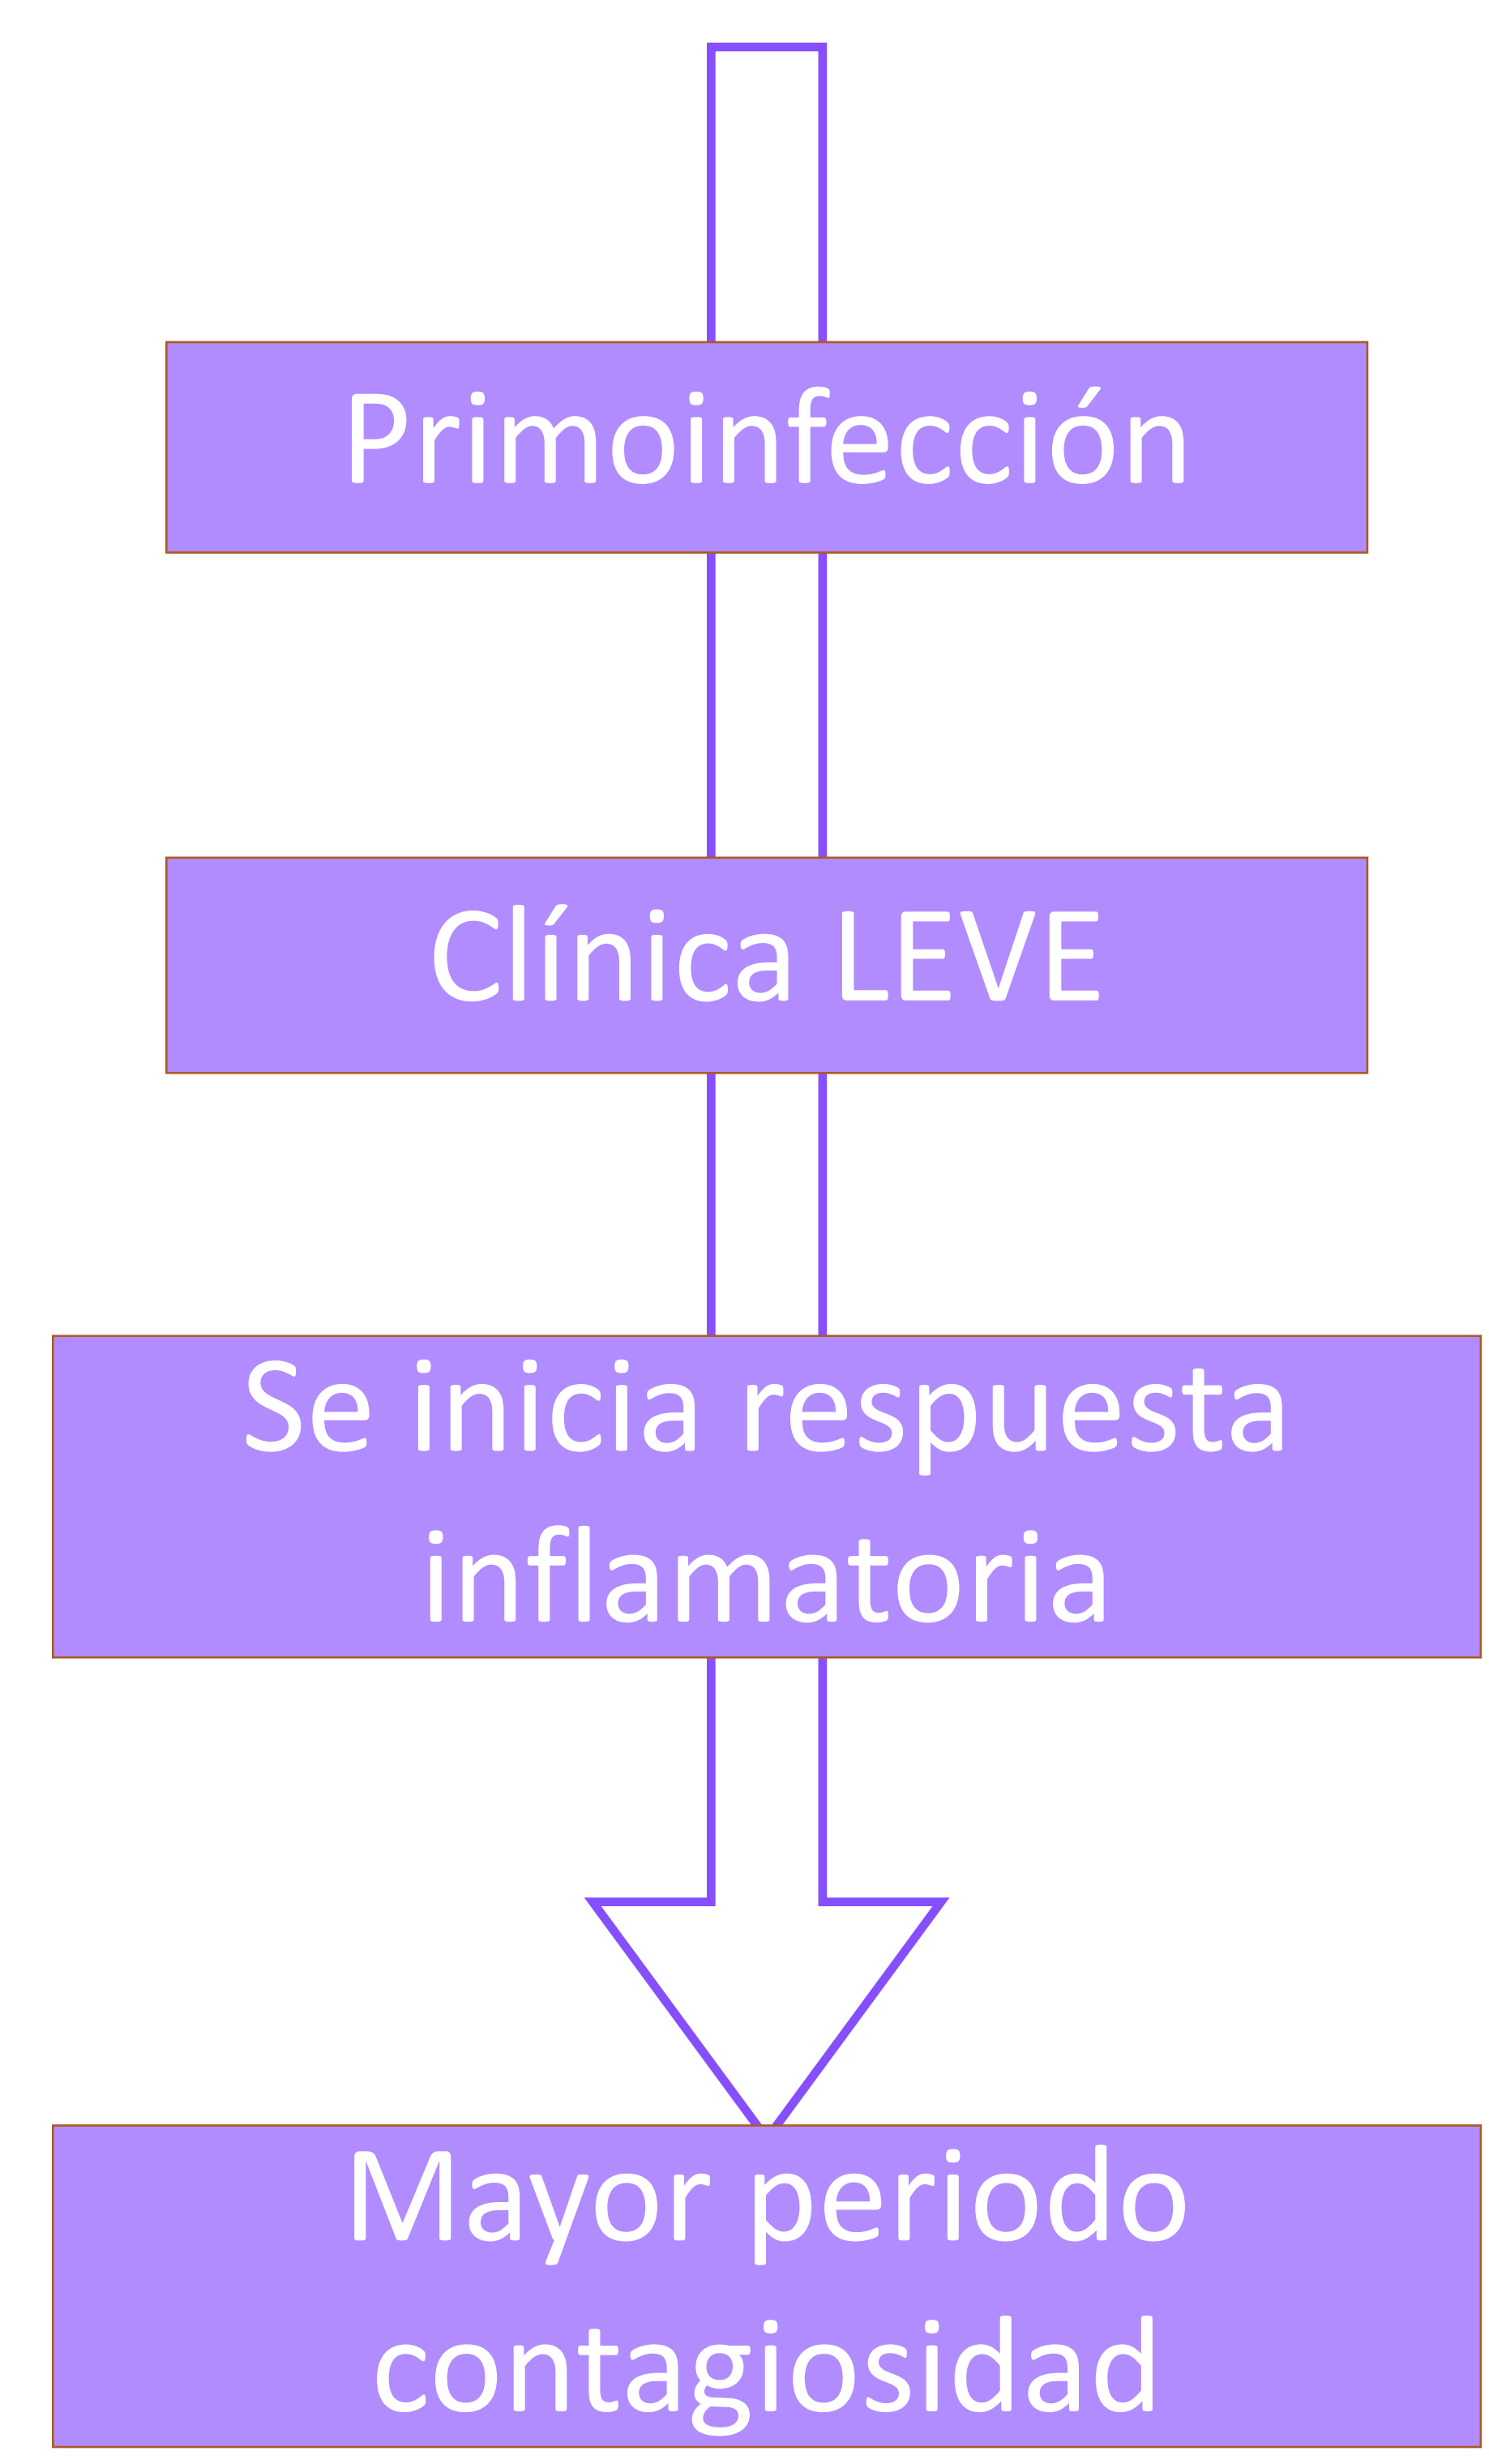 Primoinfección
Clínica LEVE
Se inicia respuesta
inflamatoria
Mayor periodo
contagiosidad